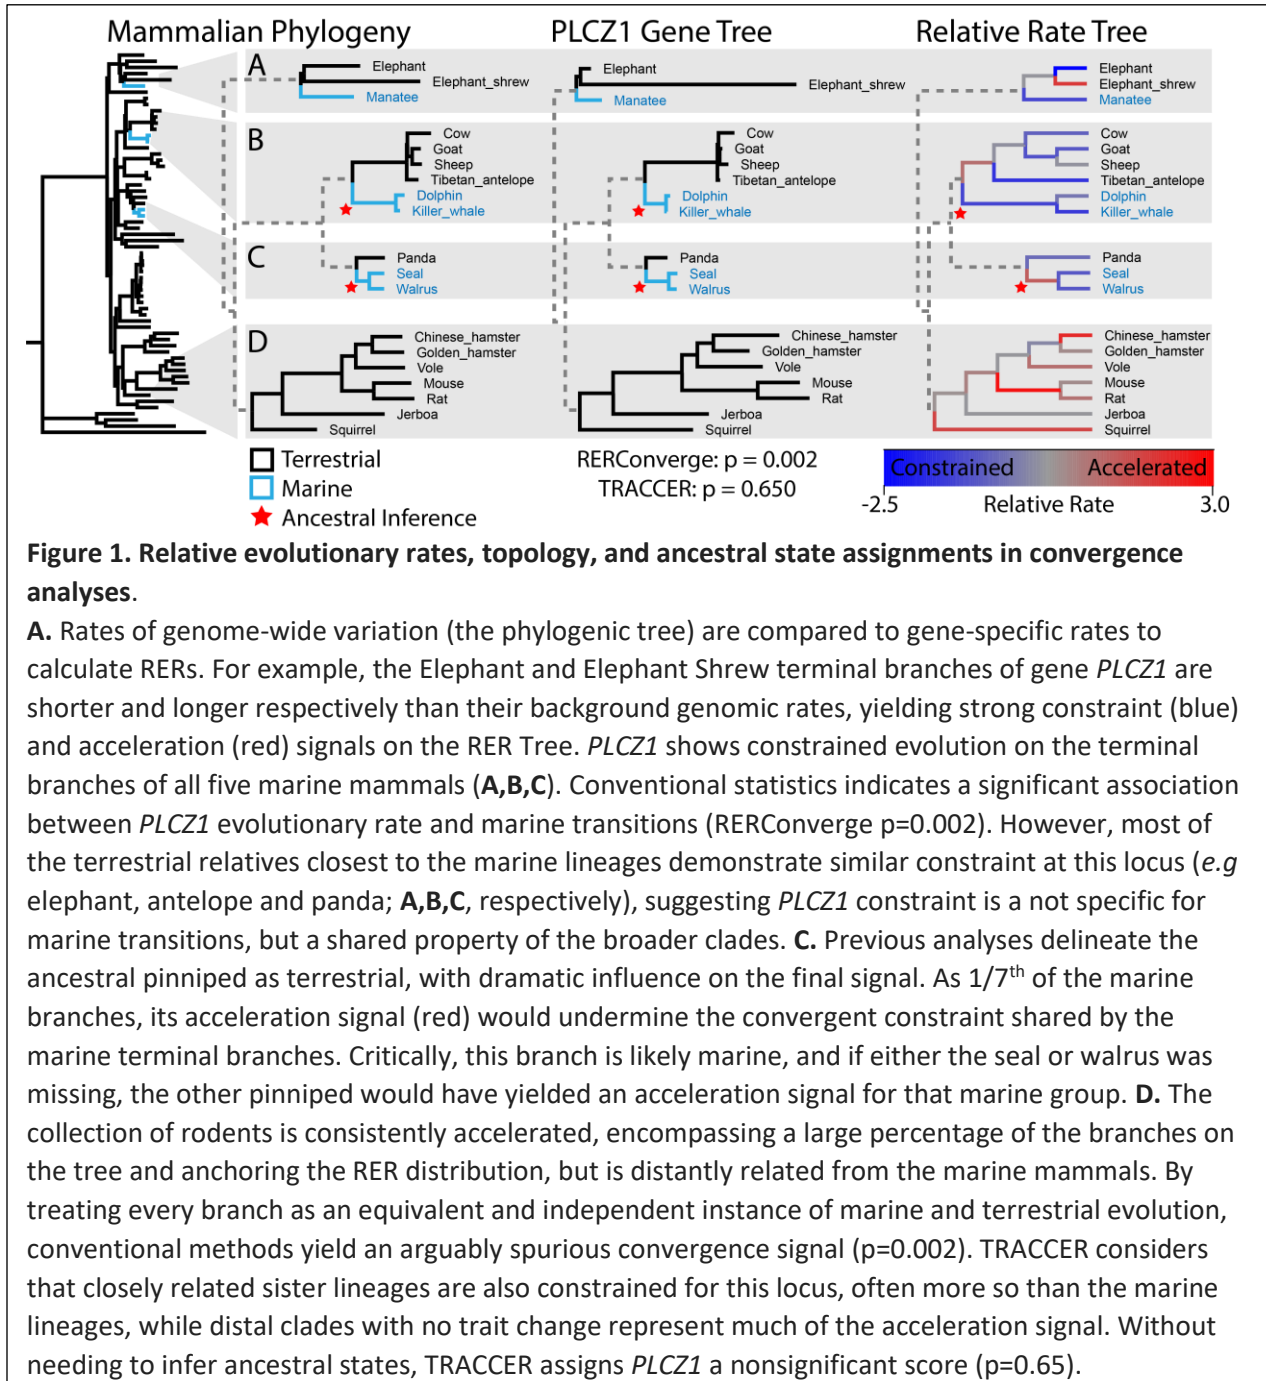 Mammalian Phylogeny PLCZ1 Gene Tree Relative Rate Tree
A
Elephant
Elephant_shrew
Manatee
Elephant
Elephant_shrew
Manatee
Elephant
Elephant_shrew
Manatee
B
Cow
Goat
Sheep
Tibetan_antelope
Dolphin
Killer_whale
Cow
Goat
Sheep
Tibetan_antelope
Dolphin
Killer_whale
Cow
Goat
Sheep
Tibetan_antelope
Dolphin
Killer_whale
C
Panda
Seal
Walrus
Panda
Seal
Walrus
Panda
Seal
Walrus
D
Chinese_hamster
Golden_hamster
Vole
Mouse
Rat
Jerboa
Squirrel
Chinese_hamster
Golden_hamster
Vole
Mouse
Rat
Jerboa
Squirrel
Chinese_hamster
Golden_hamster
Vole
Mouse
Rat
Jerboa
Squirrel
Terrestrial
Marine
Ancestral Inference
RERConverge: p = 0.002
TRACCER: p = 0.650
Constrained Accelerated
-2.5 Relative Rate 3.0
Figure 1. Relative evolutionary rates, topology, and ancestral state assignments in convergence
analyses.
A. Rates of genome-wide variation (the phylogenic tree) are compared to gene-specific rates to
calculate RERs. For example, the Elephant and Elephant Shrew terminal branches of gene PLCZ1 are
shorter and longer respectively than their background genomic rates, yielding strong constraint (blue)
and acceleration (red) signals on the RER Tree. PLCZ1 shows constrained evolution on the terminal
branches of all five marine mammals (A,B,C). Conventional statistics indicates a significant association
between PLCZ1 evolutionary rate and marine transitions (RERConverge p=0.002). However, most of
the terrestrial relatives closest to the marine lineages demonstrate similar constraint at this locus (e.g
elephant, antelope and panda; A,B,C, respectively), suggesting PLCZ1 constraint is a not specific for
marine transitions, but a shared property of the broader clades. C. Previous analyses delineate the
ancestral pinniped as terrestrial, with dramatic influence on the final signal. As 1/7th of the marine
branches, its acceleration signal (red) would undermine the convergent constraint shared by the
marine terminal branches. Critically, this branch is likely marine, and if either the seal or walrus was
missing, the other pinniped would have yielded an acceleration signal for that marine group. D. The
collection of rodents is consistently accelerated, encompassing a large percentage of the branches on
the tree and anchoring the RER distribution, but is distantly related from the marine mammals. By
treating every branch as an equivalent and independent instance of marine and terrestrial evolution,
conventional methods yield an arguably spurious convergence signal (p=0.002). TRACCER considers
that closely related sister lineages are also constrained for this locus, often more so than the marine
lineages, while distal clades with no trait change represent much of the acceleration signal. Without
needing to infer ancestral states, TRACCER assigns PLCZ1 a nonsignificant score (p=0.65).